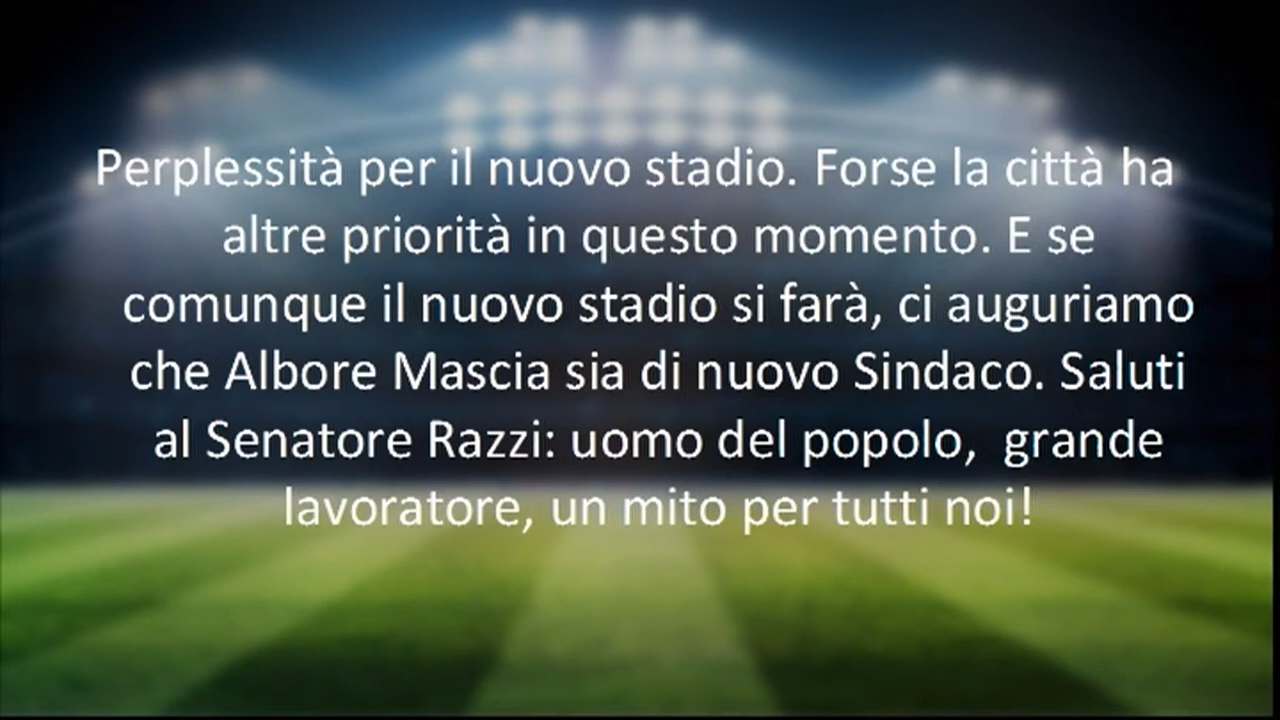 Perplessità per il nuovo stadio. Forse la città ha
altre priorità in questo momento. E se
comunque il nuovo stadio si farà, ci auguriamo
che Albore Mascia sia di nuovo Sindaco. Saluti
al Senatore Razzi: uomo del popolo,  grande
lavoratore, un mito per tutti noi!